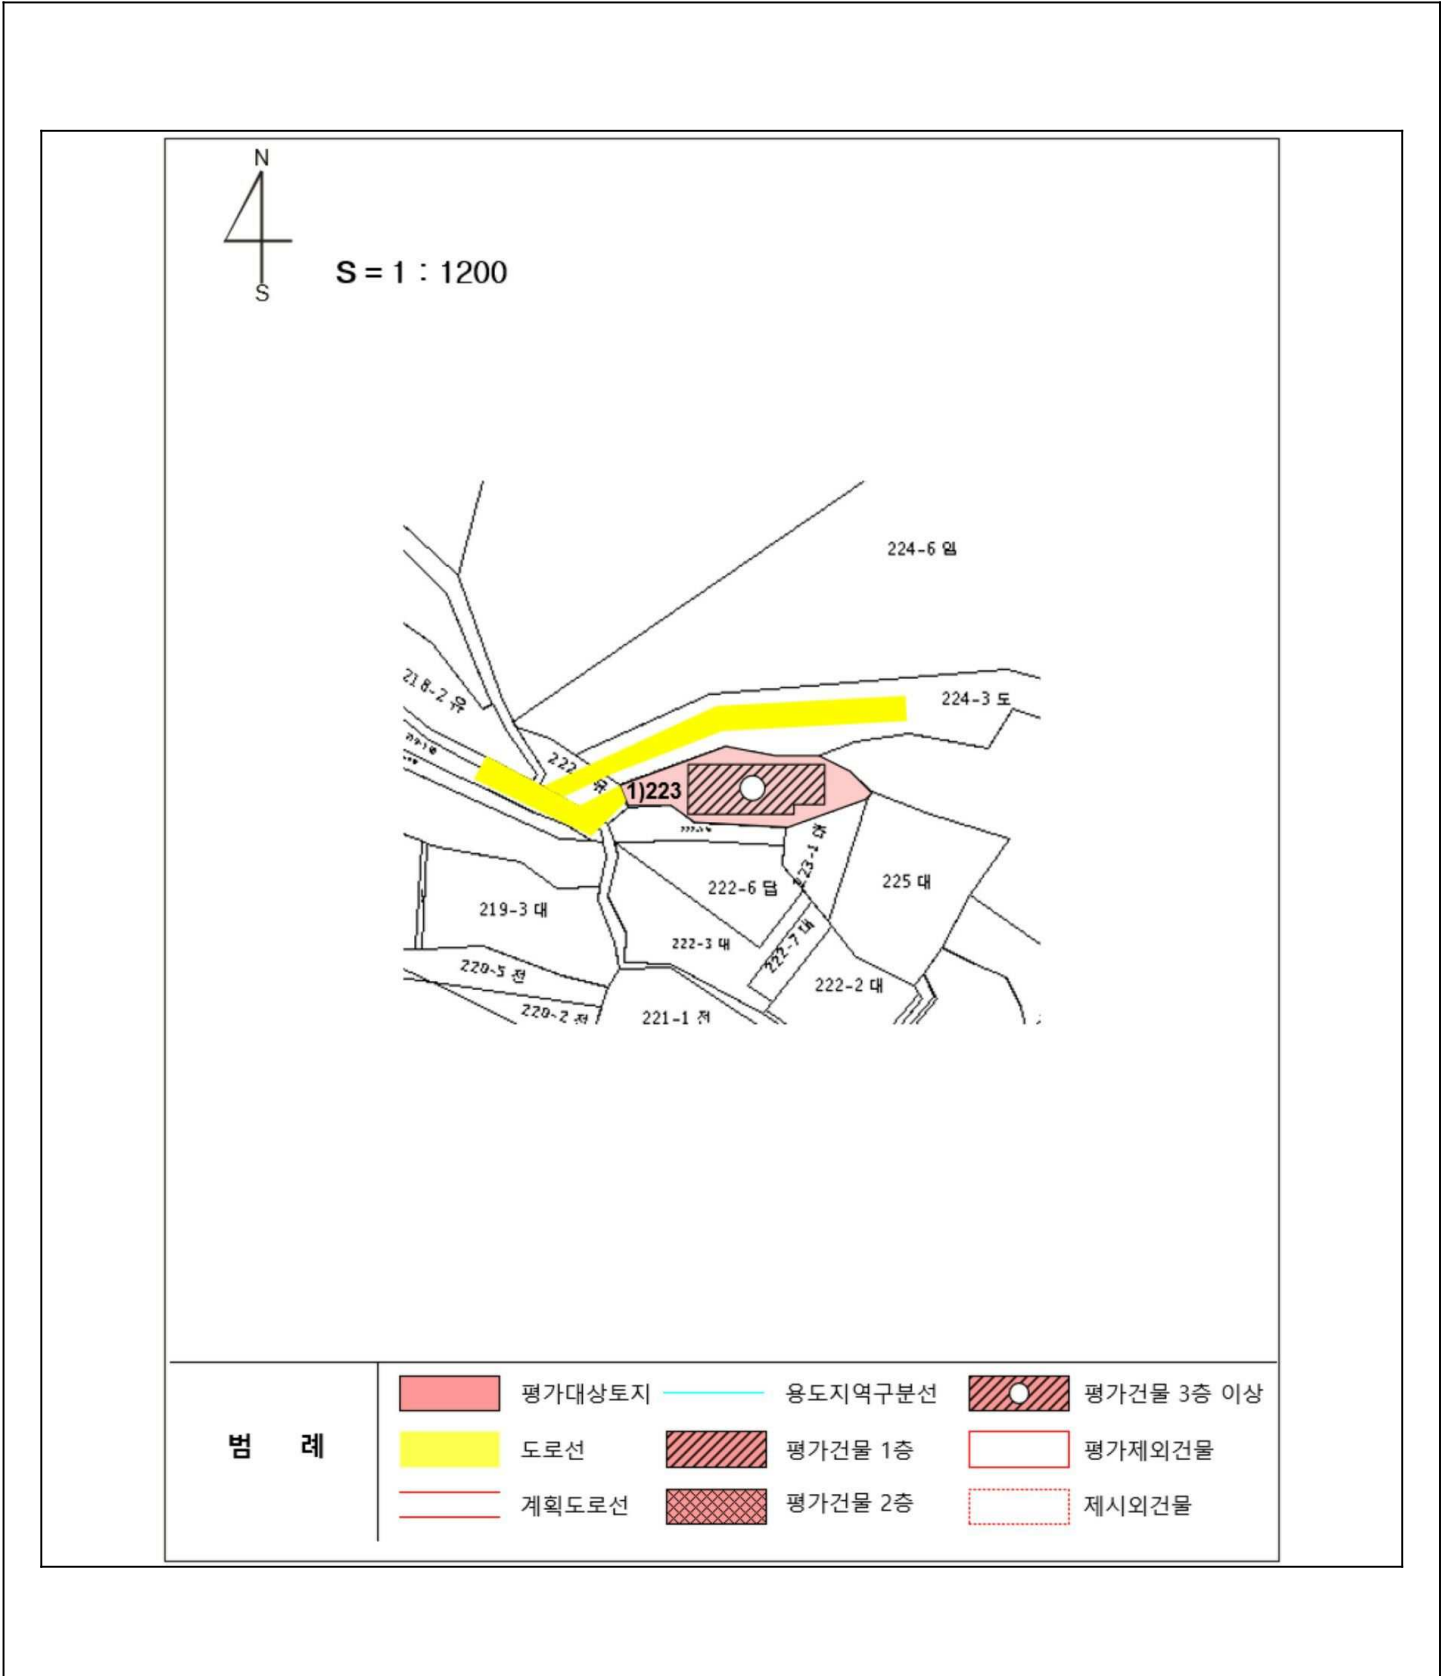 N
S
S = 1 : 1200
224-6 임
218-2 유
224-3 도
222
1)223
223-1
222-6 답
225 대
219-3 대
222-3 대
222-7 대
220-5 전
222-2 대
220-2 전
221-1 전
범 례
평가대상토지
용도지역구분선
평가건물 3층 이상
도로선
평가건물 1층
평가제외건물
계획도로선
평가건물 2층
제시외건물